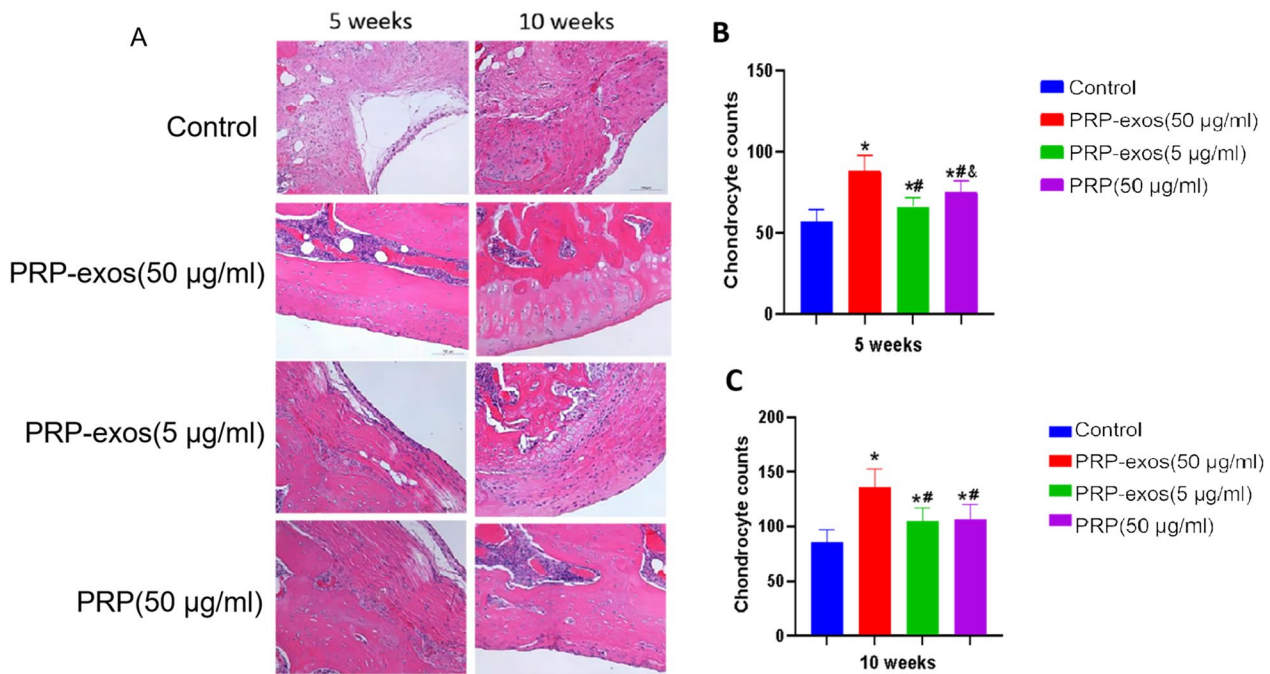 A
5 weeks
10 weeks
Control
PRP-exos(50 µg/ml)
PRP-exos(5 µg/ml)
PRP(50 µg/ml)
B
150
100
50
0
Chondrocyte counts
*
*#
*#&
5 weeks
Control
PRP-exos(50 µg/ml)
PRP-exos(5 µg/ml)
PRP(50 µg/ml)
C
200
150
100
50
0
Chondrocyte counts
*
*#
*#
10 weeks
Control
PRP-exos(50 µg/ml)
PRP-exos(5 µg/ml)
PRP(50 µg/ml)